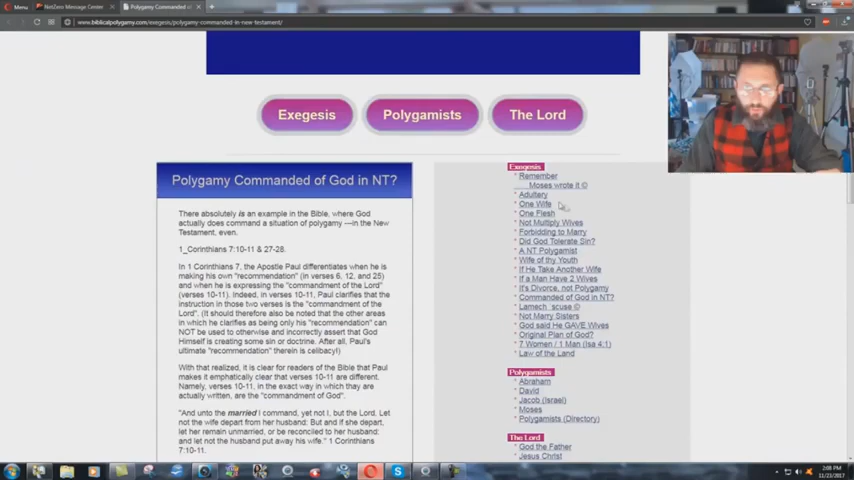 Menu
NetZero Message Center
Polygamy Commanded
www.biblicalpolygamy.com/exegesis/polygamy-commanded-in-new-testament/
Exegesis
Polygamists
The Lord
Polygamy Commanded of God in NT?
There absolutely is an example in the Bible, where God
actually does command a situation of polygamy ---in the New
Testament, even.
1_Corinthians 7:10-11 & 27-28.
In 1 Corinthians 7, the Apostle Paul differentiates when he is
making his own "recommendation" (in verses 6, 12, and 25)
and when he is expressing the "commandment of the Lord"
(verses 10-11). Indeed, in verses 10-11, Paul clarifies that the
instruction in those two verses is the "commandment of the
Lord". (It should therefore also be noted that the other areas
in which he clarifies as being only his "recommendation" can
NOT be used to otherwise and incorrectly assert that God
Himself is creating some sin or doctrine. After all, Paul's
ultimate "recommendation" therein is celibacy!)
With that realized, it is clear for readers of the Bible that Paul
makes it emphatically clear that verses 10-11 are different.
Namely, verses 10-11, in the exact way in which thay are
actually written, are the "commandment of God".
"And unto the married I command, yet not I, but the Lord, Let
not the wife depart from her husband: But and if she depart,
let her remain unmarried, or be reconciled to her husband:
and let not the husband put away his wife." 1 Corinthians
7:10-11.
Exegesis
Remember
Moses wrote it ©
Adultary
One Wife
One Flesh
Not Multiply Wives
Forbidding to Marry
Did God Tolerate Sin?
A NT Polygamist
Wife of thy Youth
If He Take Another Wife
If a Man Have 2 Wives
It's Divorce, not Polygamy
Commanded of God in NT?
Lamech_scuse ©
Not Marry Sisters
God said He GAVE Wives
Original Plan of God?
7 Women / 1 Man (Isa 4:1)
Law of the Land
Polygamists
Abraham
David
Jacob (Israel)
Moses
Polygamists (Directory)
The Lord
God the Father
Jesus Christ
2:08 PM
11/23/2017